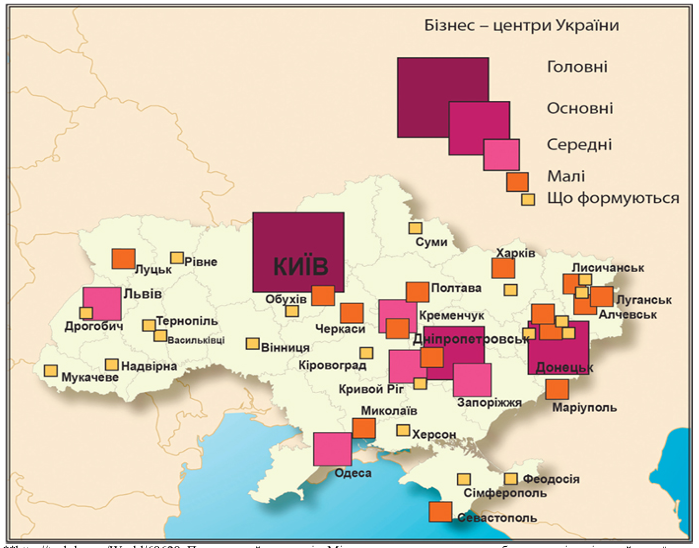 Бізнес – центри України
Головні
Основні
Середні
Малі
Що формуються
Суми
КИЇВ
Рівне
Луцьк
Харків
Лисичанськ
Львів
Обухів
Полтава
Луганськ
Дрогобич
Тернопіль
Черкаси
Кременчук
Алчевськ
Васильківці
Вінниця
Дніпропетровськ
Надвірна
Кіровоград
Донецьк
Мукачеве
Кривой Ріг
Запоріжжя
Маріуполь
Миколаїв
Херсон
Одеса
Сімферополь
Феодосія
Севастополь